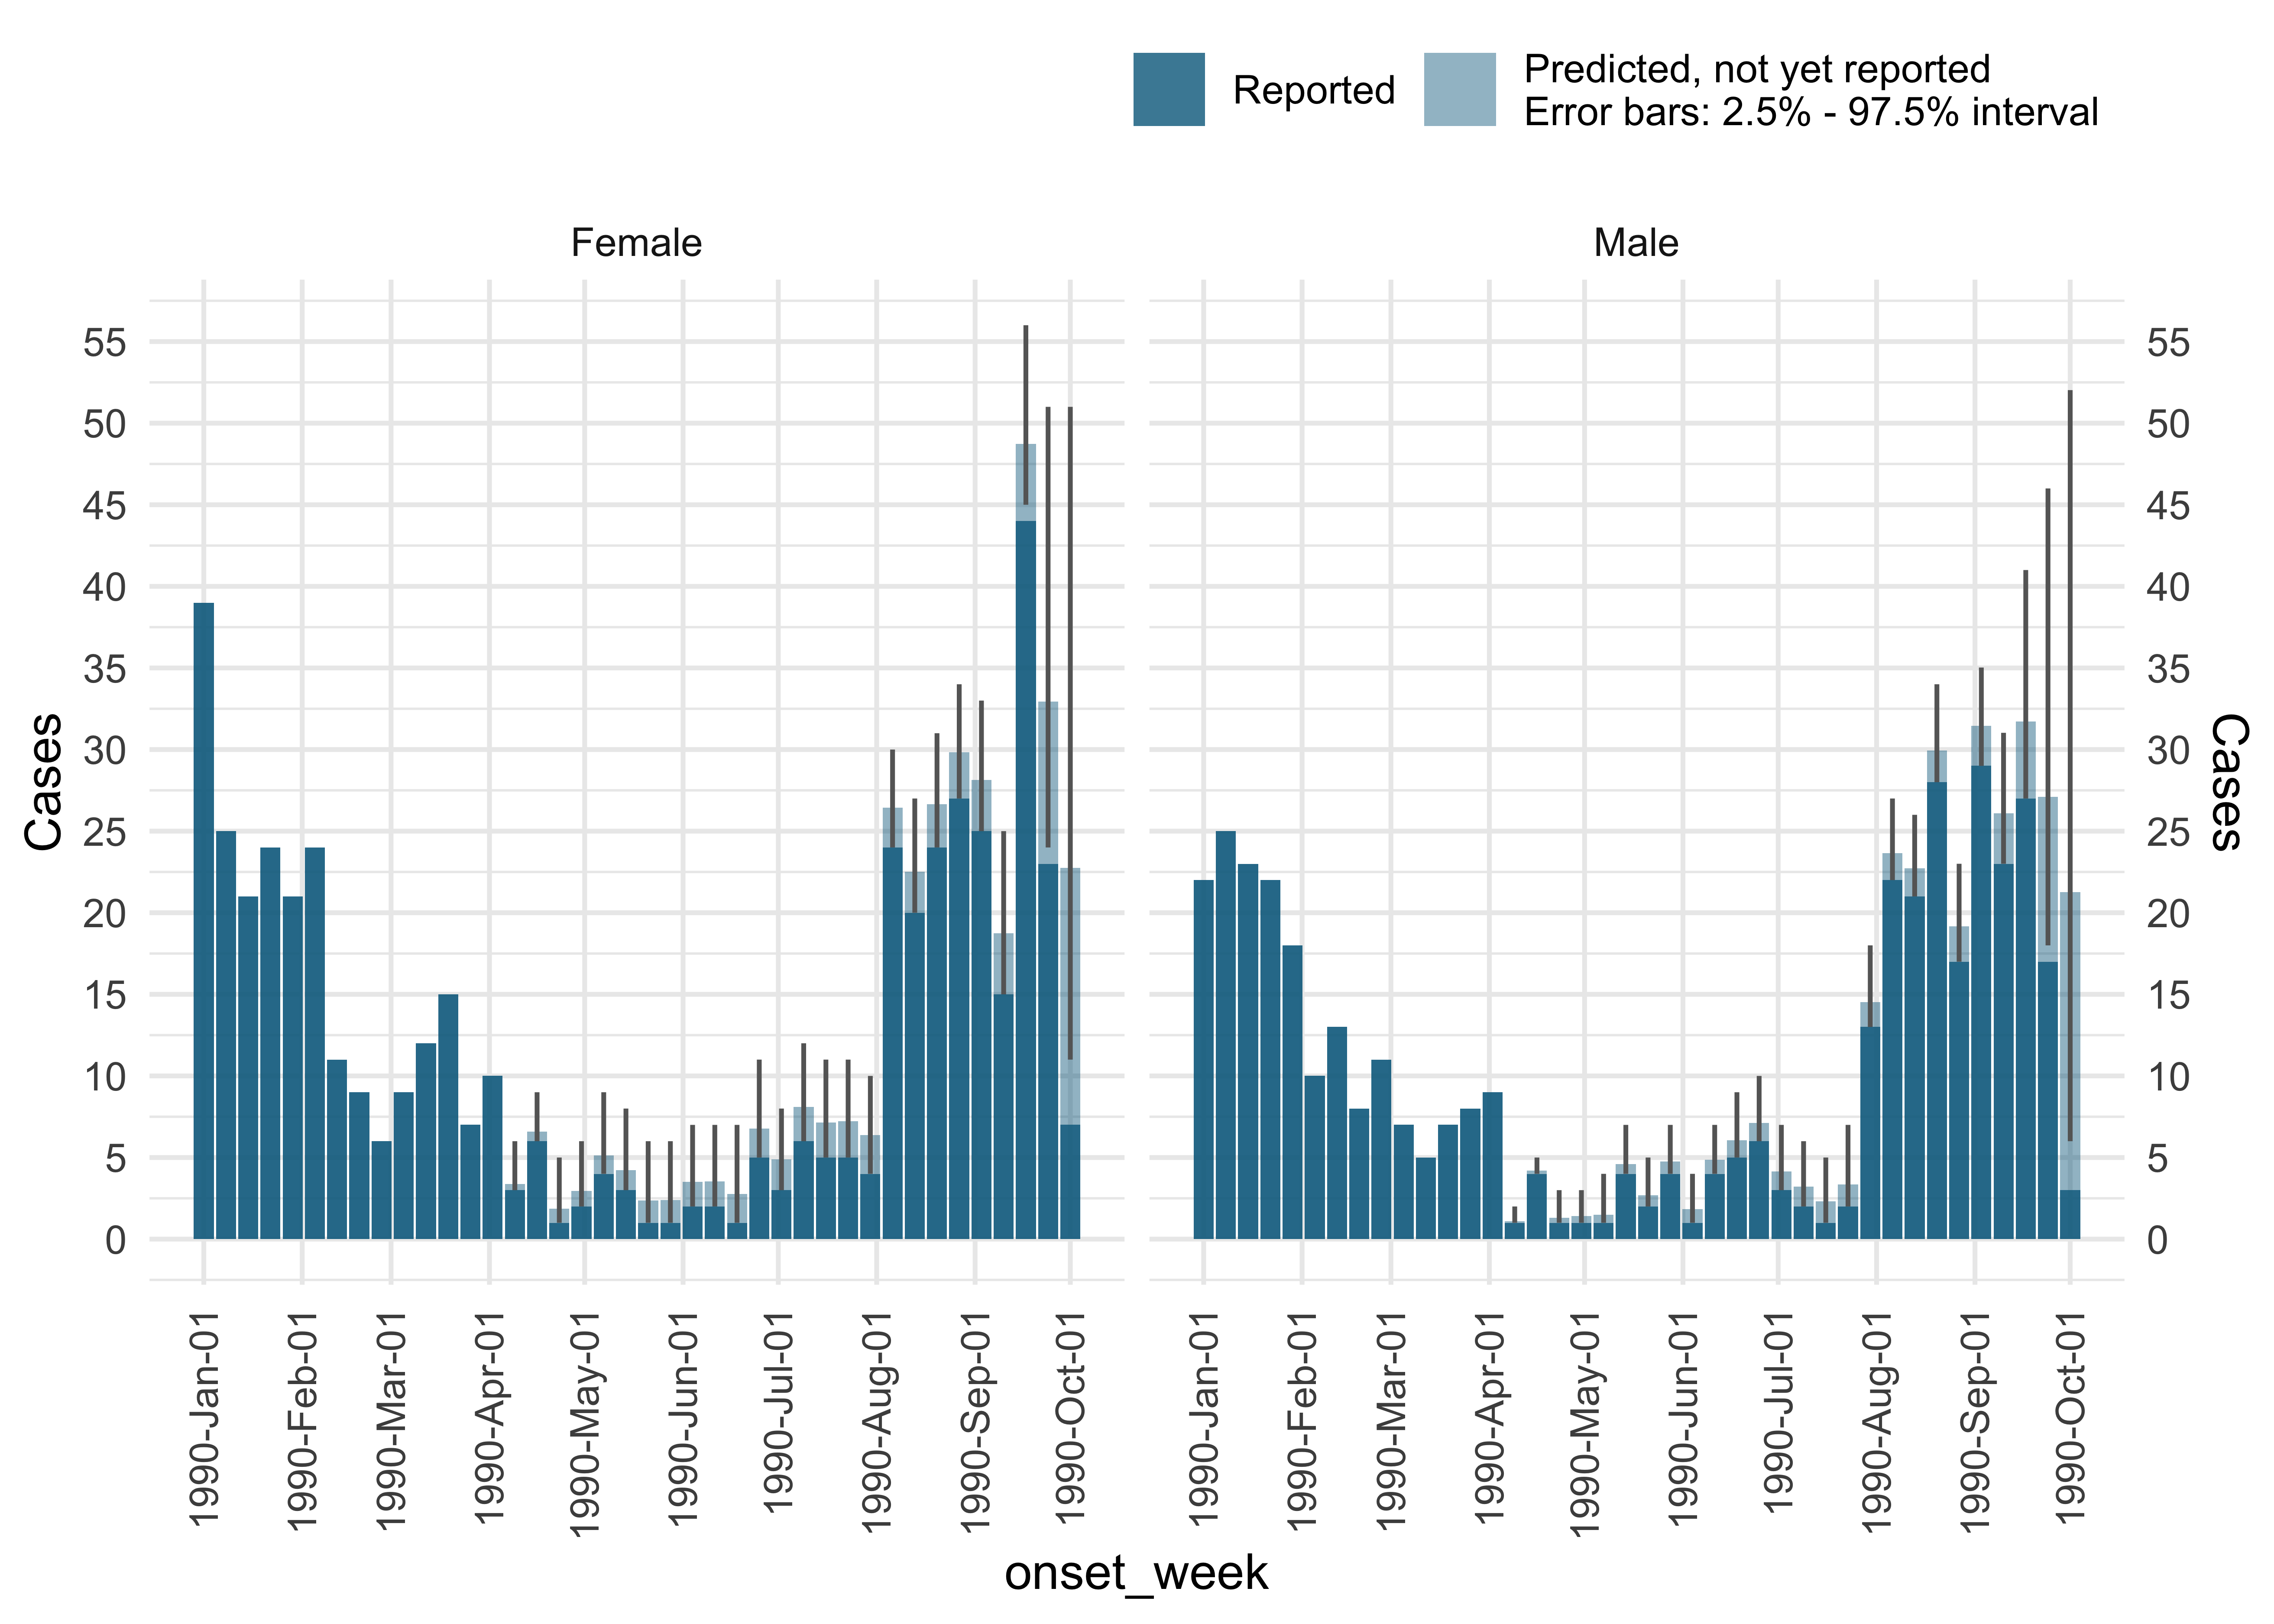 Reported
Predicted, not yet reported
Error bars: 2.5% - 97.5% interval
Female
Male
Cases
55
50
45
40
35
30
25
20
15
10
5
0
55
50
45
40
35
30
25
20
15
10
5
0
Cases
1990-Jan-01
1990-Feb-01
1990-Mar-01
1990-Apr-01
1990-May-01
1990-Jun-01
1990-Jul-01
1990-Aug-01
1990-Sep-01
1990-Oct-01
1990-Jan-01
1990-Feb-01
1990-Mar-01
1990-Apr-01
1990-May-01
1990-Jun-01
1990-Jul-01
1990-Aug-01
1990-Sep-01
1990-Oct-01
onset_week